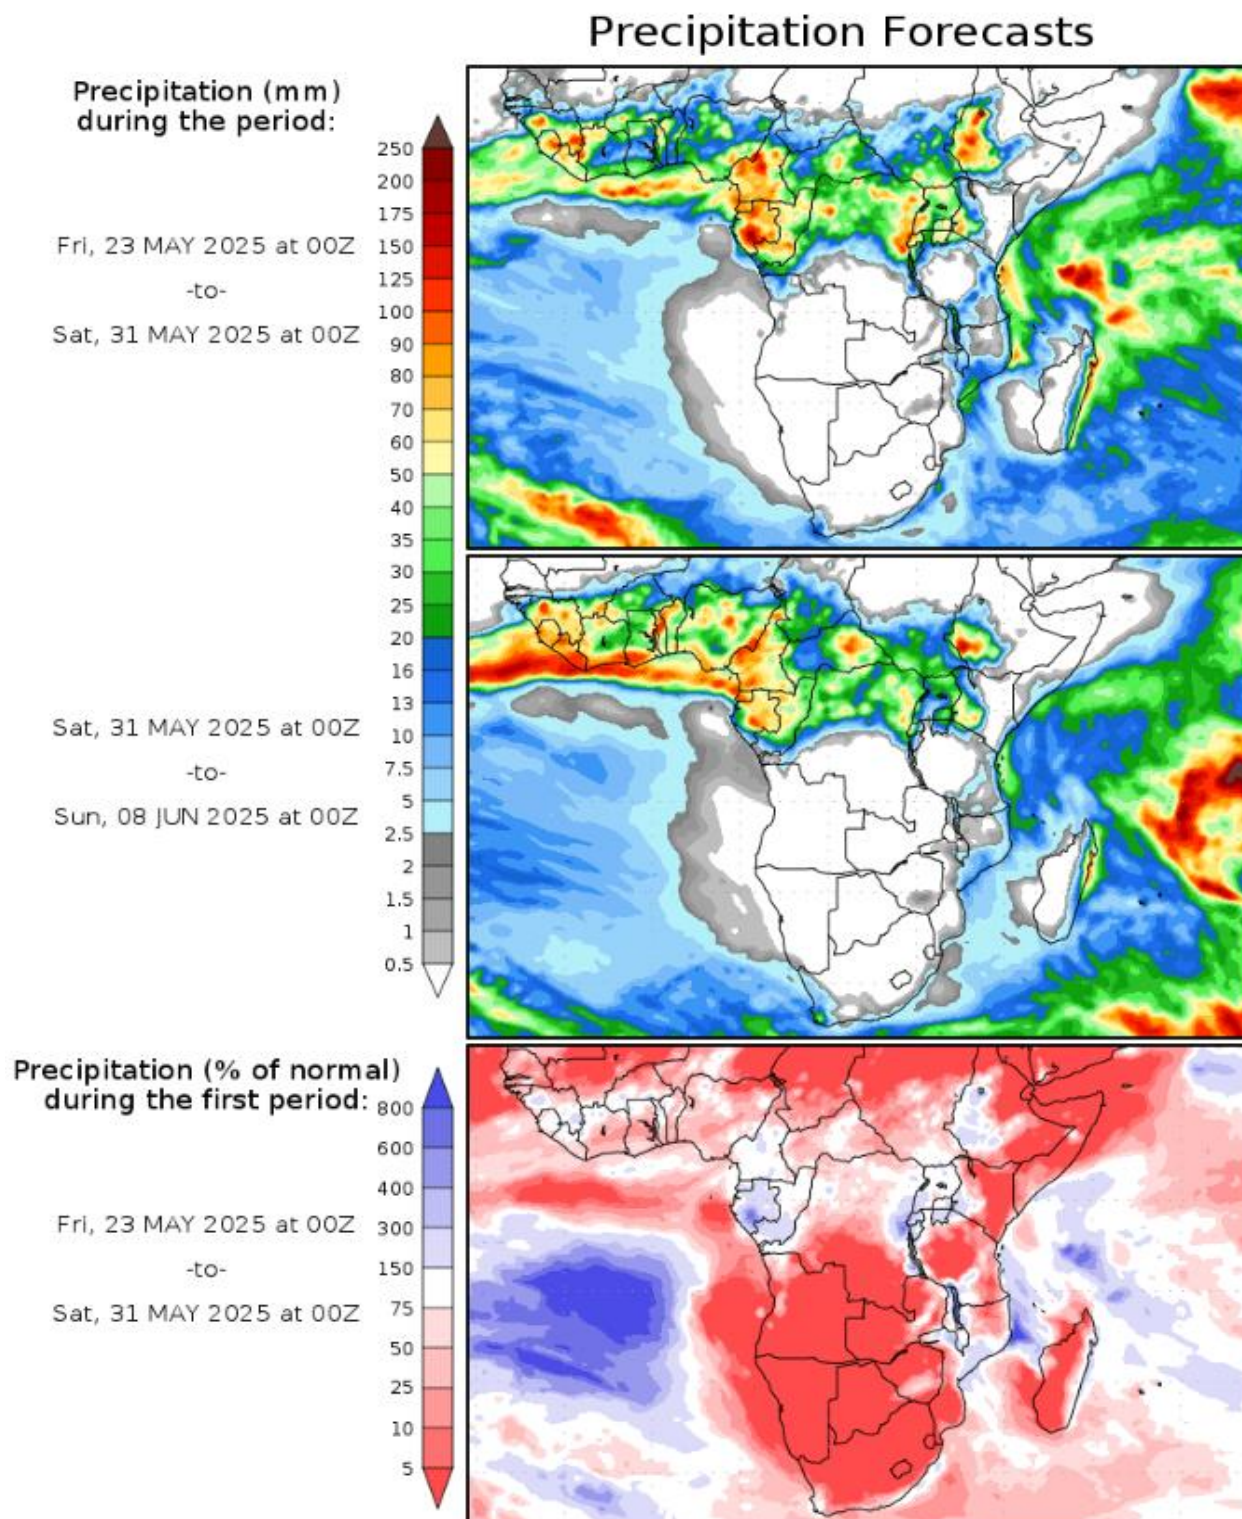 Precipitation Forecasts
Precipitation (mm)
during the period:
250
200
175
150
125
100
90
80
70
60
50
40
35
30
25
20
16
13
10
7.5
5
2.5
2
1.5
1
0.5
Fri, 23 MAY 2025 at 00Z
-to-
Sat, 31 MAY 2025 at 00Z
Sat, 31 MAY 2025 at 00Z
-to-
Sun, 08 JUN 2025 at 00Z
Precipitation (% of normal)
during the first period:
800
600
400
300
150
75
50
25
10
5
Fri, 23 MAY 2025 at 00Z
-to-
Sat, 31 MAY 2025 at 00Z